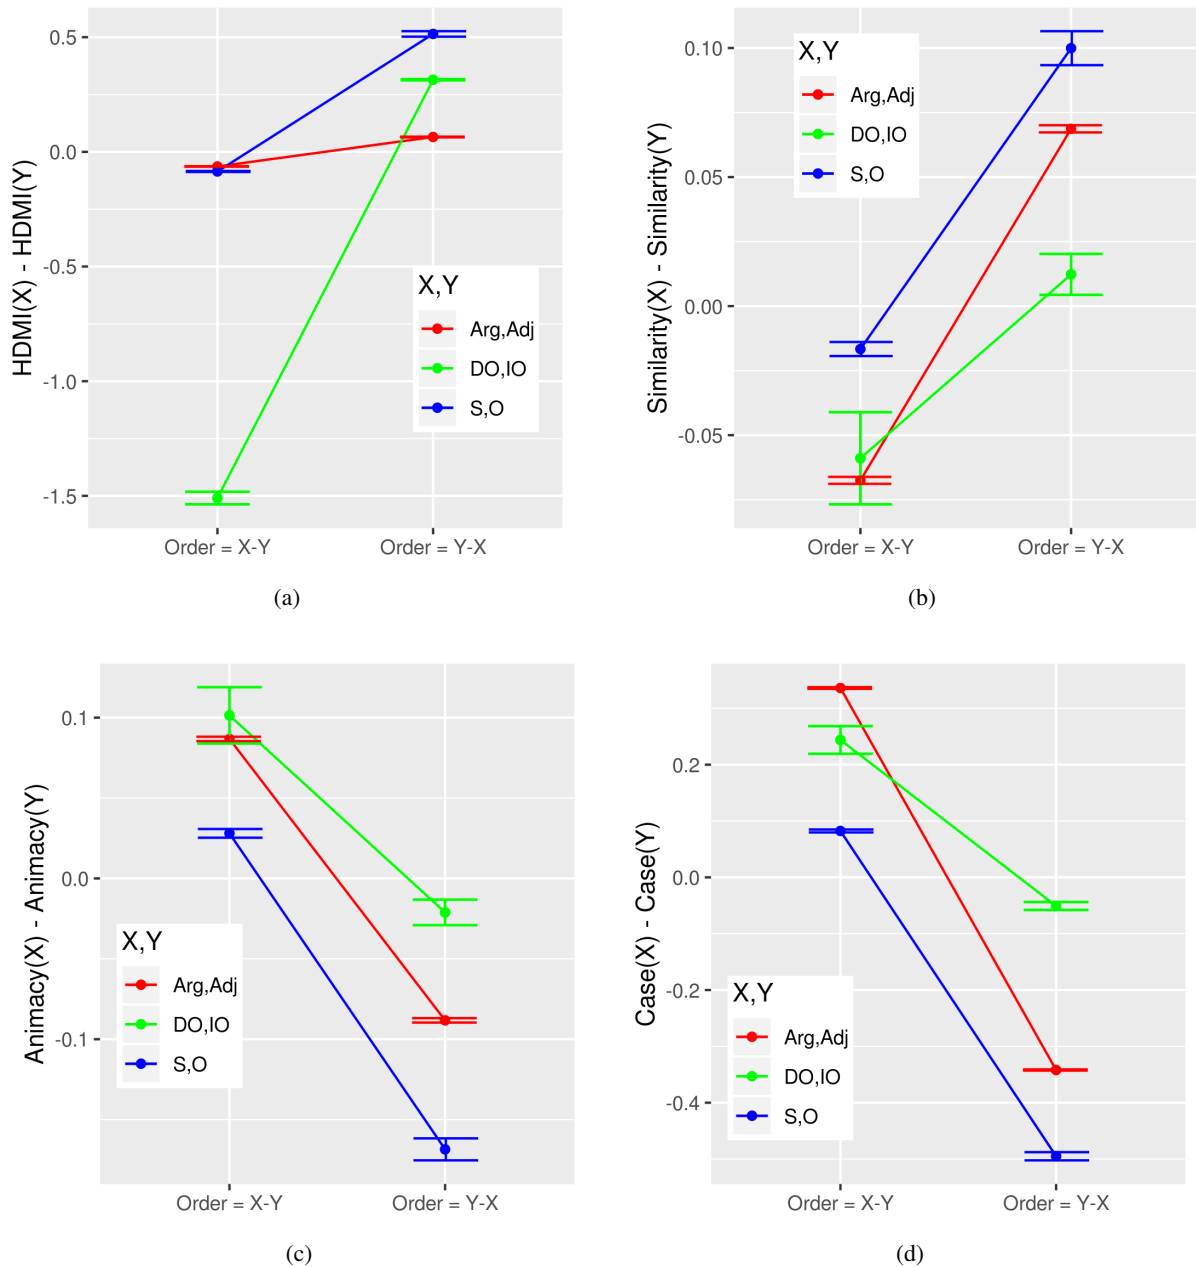 HDMI(X) - HDMI(Y)
0.5
0.0
-0.5
-1.0
-1.5
X,Y
Arg,Adj
DO,IO
S,O
Order = X-Y
Order = Y-X
(a)
Similarity(X) - Similarity(Y)
0.10
0.05
0.00
-0.05
X,Y
Arg,Adj
DO,IO
S,O
Order = X-Y
Order = Y-X
(b)
Animacy(X) - Animacy(Y)
0.1
0.0
-0.1
X,Y
Arg,Adj
DO,IO
S,O
Order = X-Y
Order = Y-X
(c)
Case(X) - Case(Y)
0.2
0.0
-0.2
-0.4
X,Y
Arg,Adj
DO,IO
S,O
Order = X-Y
Order = Y-X
(d)